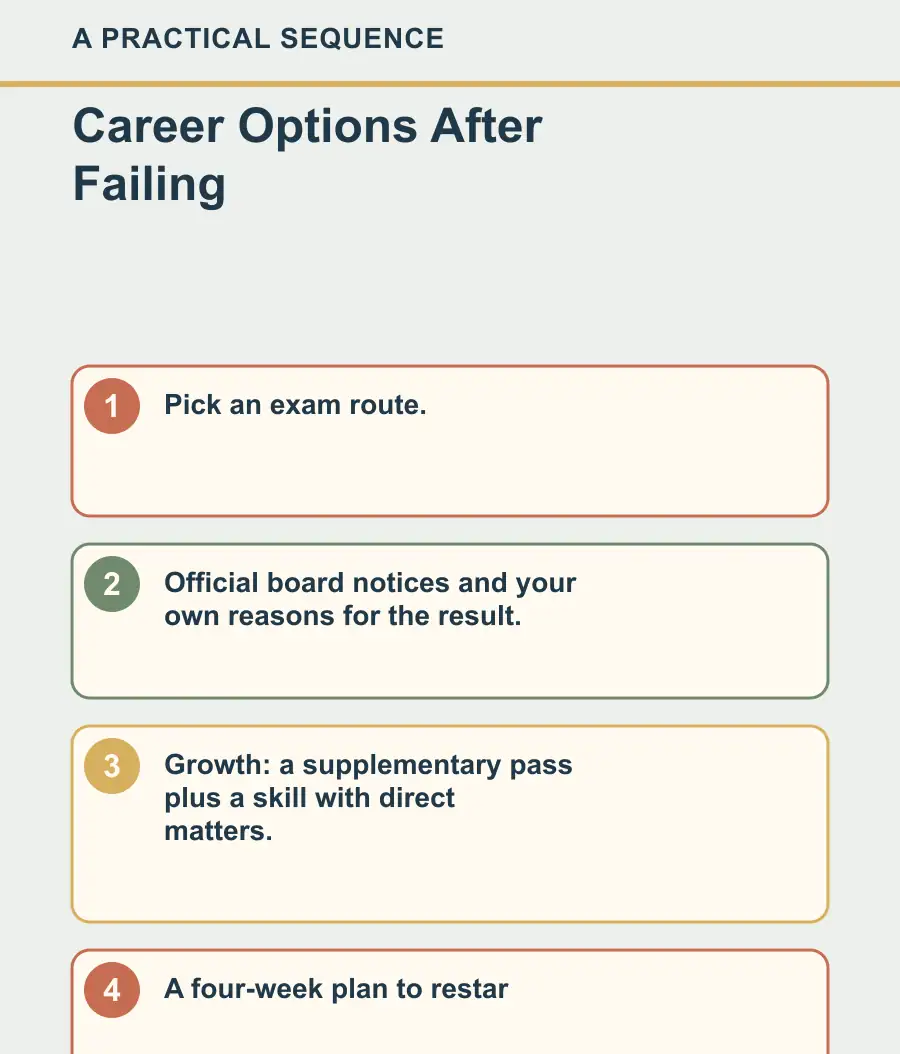 A PRACTICAL SEQUENCE
Career Options After
Failing
1
Pick an exam route.
2
Official board notices and your
own reasons for the result.
3
Growth: a supplementary pass
plus a skill with direct
matters.
4
A four-week plan to restar